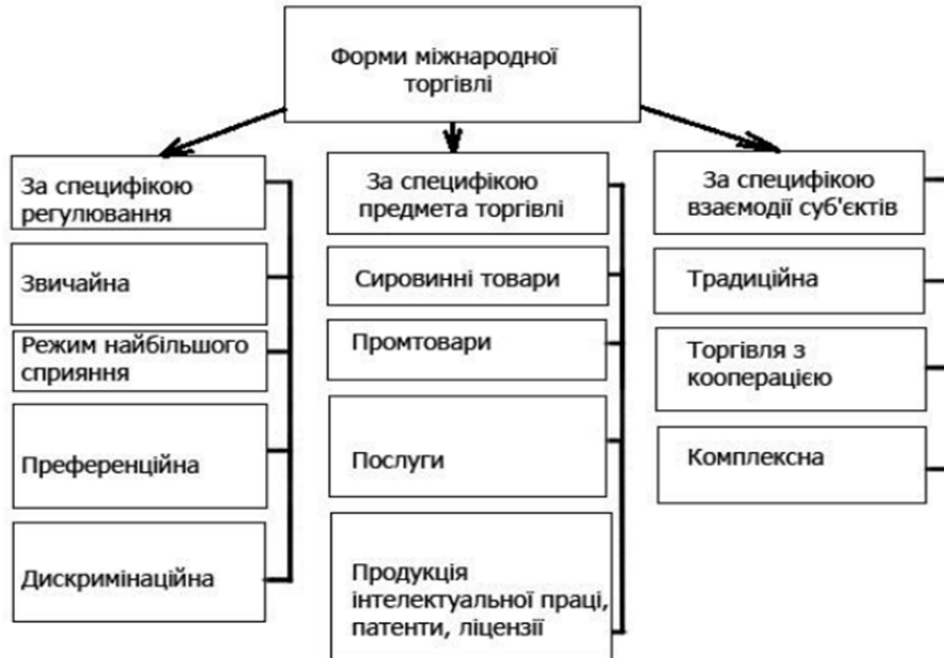 Форми міжнародної
торгівлі
За специфікою
регулювання
Звичайна
Режим найбільшого
сприяння
Преференційна
Дискримінаційна
За специфікою
предмета торгівлі
Сировинні товари
Промтовари
Послуги
Продукція
інтелектуальної праці,
патенти, ліцензії
За специфікою
взаємодії суб'єктів
Традиційна
Торгівля з
кооперацією
Комплексна